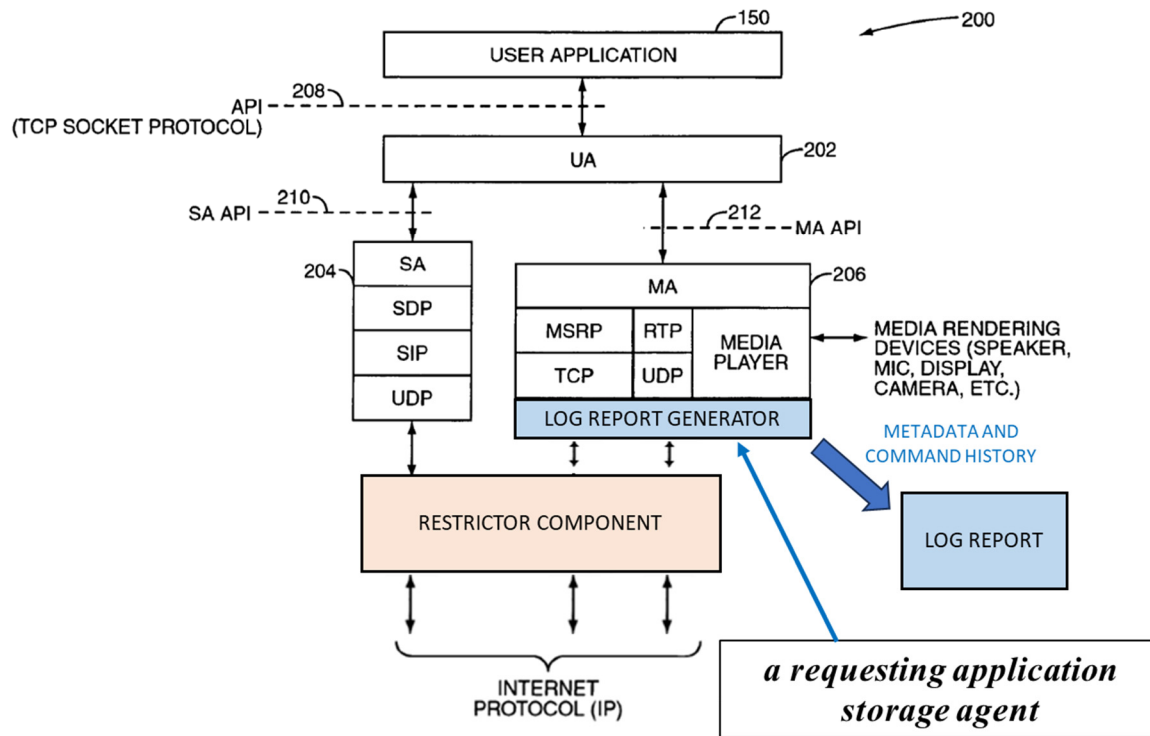 150
200
USER APPLICATION
208
API
(TCP SOCKET PROTOCOL)
UA
202
210
SA API
212
MA API
204
SA
SDP
SIP
UDP
206
MA
MSRP
RTP
MEDIA
PLAYER
TCP
UDP
MEDIA RENDERING
DEVICES (SPEAKER,
MIC, DISPLAY,
CAMERA, ETC.)
LOG REPORT GENERATOR
METADATA AND
COMMAND HISTORY
RESTRICTOR COMPONENT
LOG REPORT
INTERNET
PROTOCOL (IP)
a requesting application
storage agent